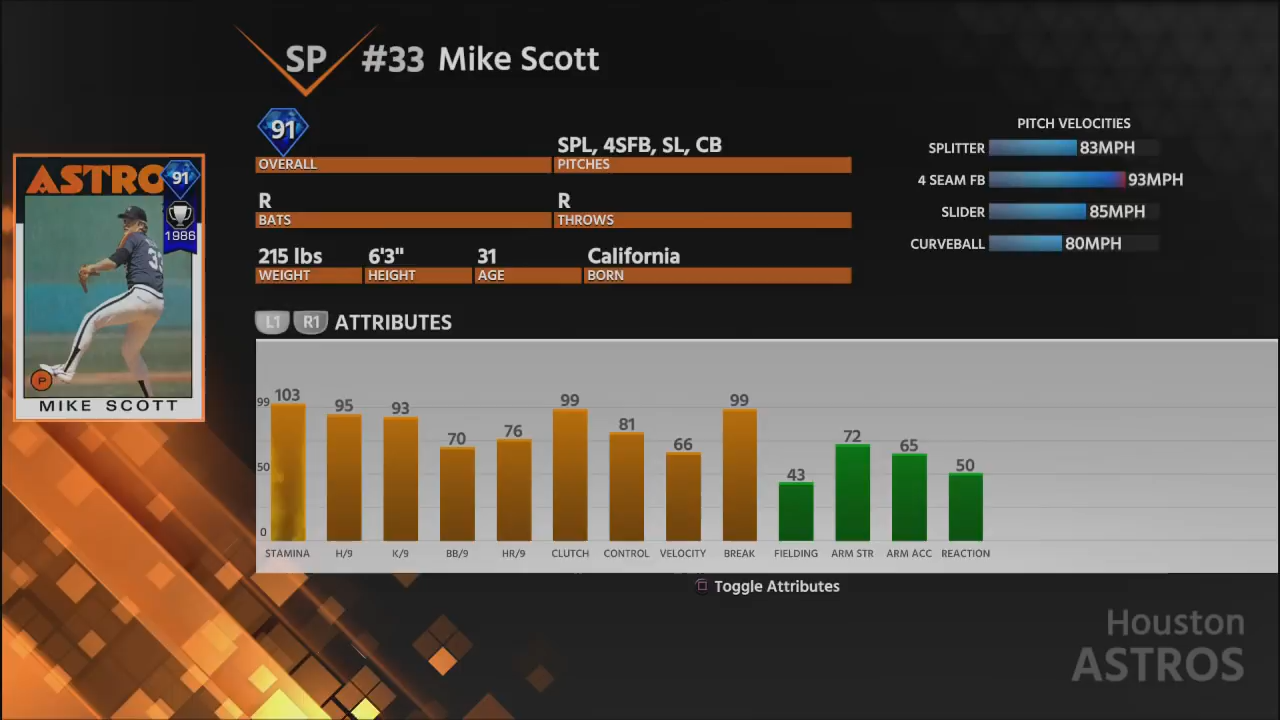 SP #33 Mike Scott
91
OVERALL
SPL, 4SFB, SL, CB
PITCHES
R
BATS
R
THROWS
215 lbs
WEIGHT
6'3"
HEIGHT
31
AGE
California
BORN
PITCH VELOCITIES
SPLITTER 83MPH
4 SEAM FB 93MPH
SLIDER 85MPH
CURVEBALL 80MPH
ASTRO
91
1986
33
P
MIKE SCOTT
L1 R1 ATTRIBUTES
99
50
0
103 95 93 70 76 99 81 66 99 43 72 65 50
STAMINA H/9 K/9 BB/9 HR/9 CLUTCH CONTROL VELOCITY BREAK FIELDING ARM STR ARM ACC REACTION
Toggle Attributes
Houston
ASTROS